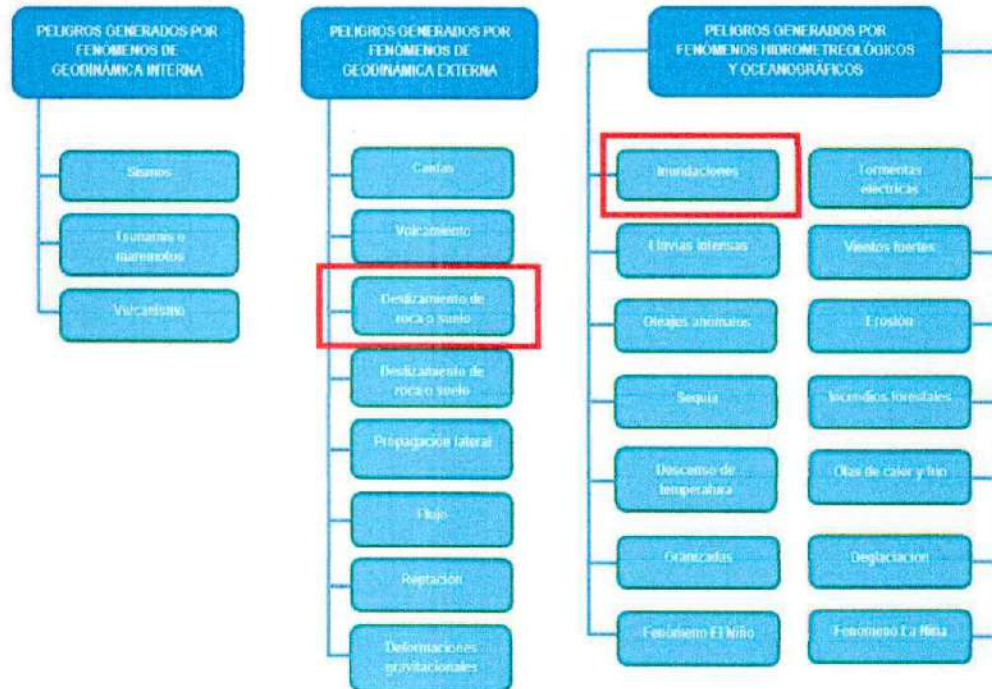 PELIGROS GENERADOS POR
FENÓMENOS DE
GEODINÁMICA INTERNA
Sismos
Tsunamis o
maremotos
Vulcanismo
PELIGROS GENERADOS POR
FENÓMENOS DE
GEODINÁMICA EXTERNA
Caídas
Volcamiento
Deslizamiento de
roca o suelo
Deslizamiento de
roca o suelo
Propagación lateral
Flujo
Reptación
Deformaciones
gravitacionales
PELIGROS GENERADOS POR
FENÓMENOS HIDROMETREOLÓGICOS
Y OCEANOGRÁFICOS
Inundaciones
Lluvias intensas
Oleajes anómalos
Sequía
Descenso de
temperatura
Granizadas
Fenómeno El Niño
Tormentas
eléctricas
Vientos fuertes
Erosión
Incendios forestales
Olas de calor y frio
Deglaciación
Fenómeno La Niña